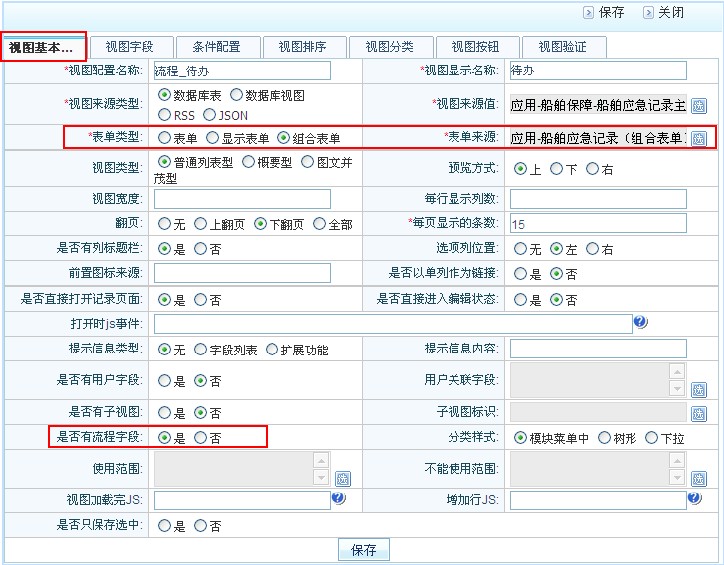 保存 关闭
视图基本... 视图字段 条件配置 视图排序 视图分类 视图按钮 视图验证
*视图配置名称: 流程_待办 *视图显示名称: 待办
*视图来源类型: 数据库表 数据库视图 *视图来源值: 应用-船舶保障-船舶应急记录主
RSS JSON
*表单类型: 表单 显示表单 组合表单 *表单来源: 应用-船舶应急记录（组合表单
视图类型: 普通列表型 概要型 图文并 预览方式: 上 下 右
茂型
视图宽度: 每行显示列数:
翻页: 无 上翻页 下翻页 全部 *每页显示的条数: 15
是否有列标题栏: 是 否 选项列位置: 无 左 右
前置图标来源: 是否以单列作为链接: 是 否
是否直接打开记录页面: 是 否 是否直接进入编辑状态: 是 否
打开时js事件:
提示信息类型: 无 字段列表 扩展功能 提示信息内容:
是否有用户字段: 是 否 用户关联字段: 选
是否有子视图: 是 否 子视图标识: 选
是否有流程字段: 是 否 分类样式: 模块菜单中 树形 下拉
使用范围: 选 不能使用范围: 选
视图加载完JS: 增加行JS:
是否只保存选中: 是 否
保存